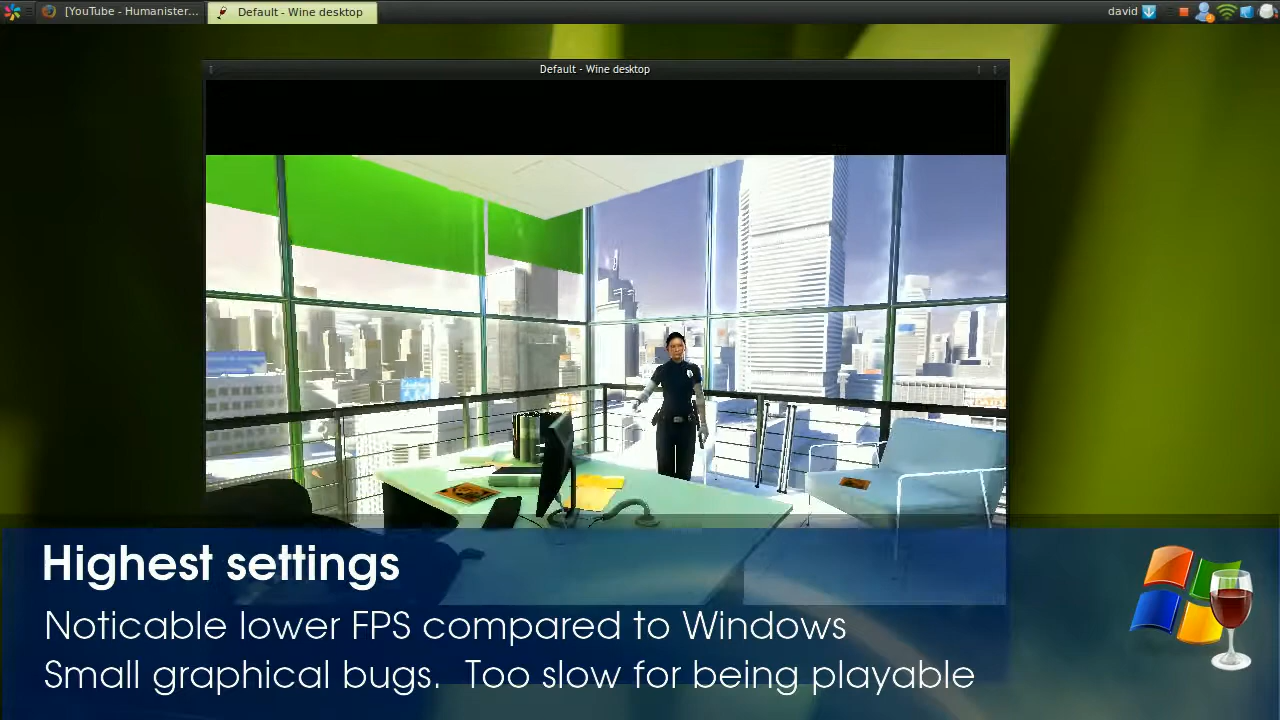 [YouTube - Humanister...
Default - Wine desktop
david
Default - Wine desktop
Highest settings
Noticable lower FPS compared to Windows
Small graphical bugs. Too slow for being playable